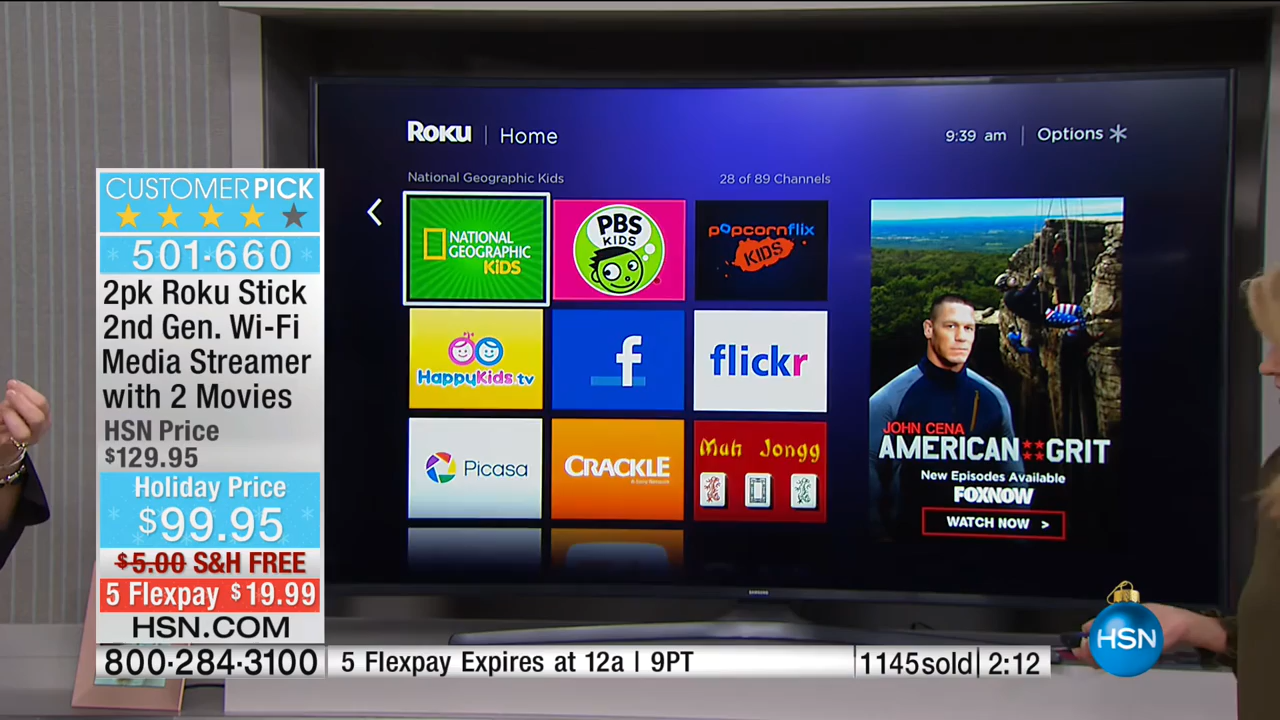 CUSTOMER PICK
501-660
2pk Roku Stick
2nd Gen. Wi-Fi
Media Streamer
with 2 Movies
HSN Price
$129.95
Holiday Price
$99.95
$5.00 S&H FREE
5 Flexpay $19.99
HSN.COM
800-284-3100
5 Flexpay Expires at 12a | 9PT
1145 sold
2:12
HSN
ROKU | Home
9:39 am | Options
National Geographic Kids
28 of 89 Channels
NATIONAL
GEOGRAPHIC
KiDS
PBS
KIDS
popcornflix
KIDS
HappyKids.tv
f
flickr
Picasa
CRACKLE
Mah Jongg
JOHN CENA
AMERICAN GRIT
New Episodes Available
FOXNOW
WATCH NOW >
SAMSUNG